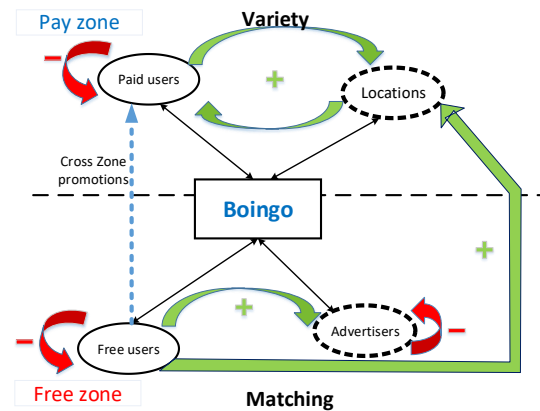 Variety
Pay zone
Paid users
+
Locations
Cross Zone
promotions
Boingo
+
+
Free users
Advertisers
Free zone
Matching